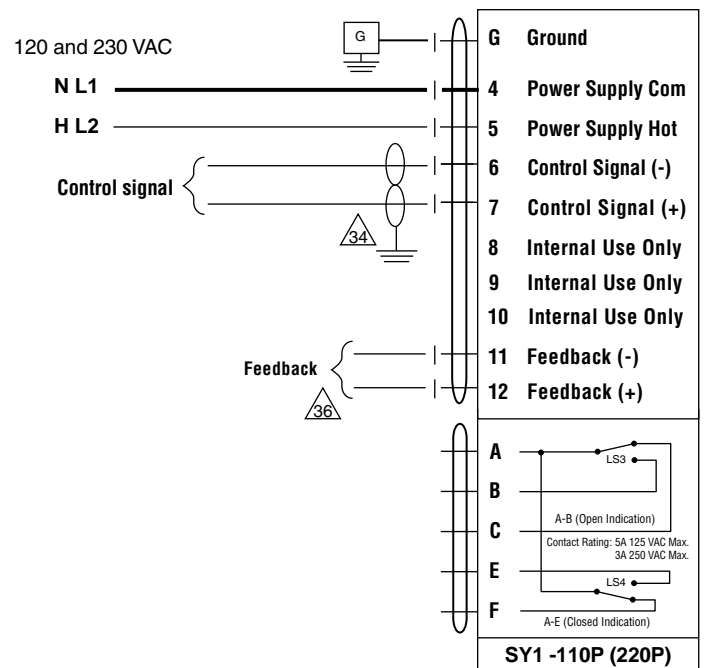 120 and 230 VAC
G
G Ground
N L1
4 Power Supply Com
H L2
5 Power Supply Hot
Control signal
6 Control Signal (-)
7 Control Signal (+)
34
8 Internal Use Only
9 Internal Use Only
10 Internal Use Only
Feedback
11 Feedback (-)
36
12 Feedback (+)
A
LS3
B
A-B (Open Indication)
C
Contact Rating: 5A 125 VAC Max.
3A 250 VAC Max.
E
LS4
F
A-E (Closed Indication)
SY1 -110P (220P)